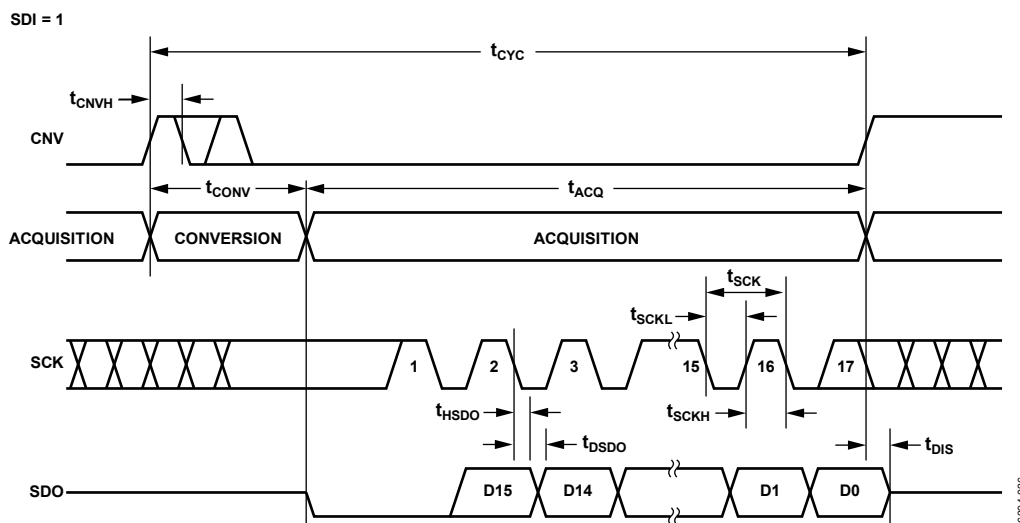 SDI = 1
tCYC
tCNVH
CNV
tCONV
tACQ
ACQUISITION
CONVERSION
ACQUISITION
tSCK
tSCKL
SCK
1
2
3
15
16
17
tHSDO
tSCKH
tDSDO
tDIS
SDO
D15
D14
D1
D0